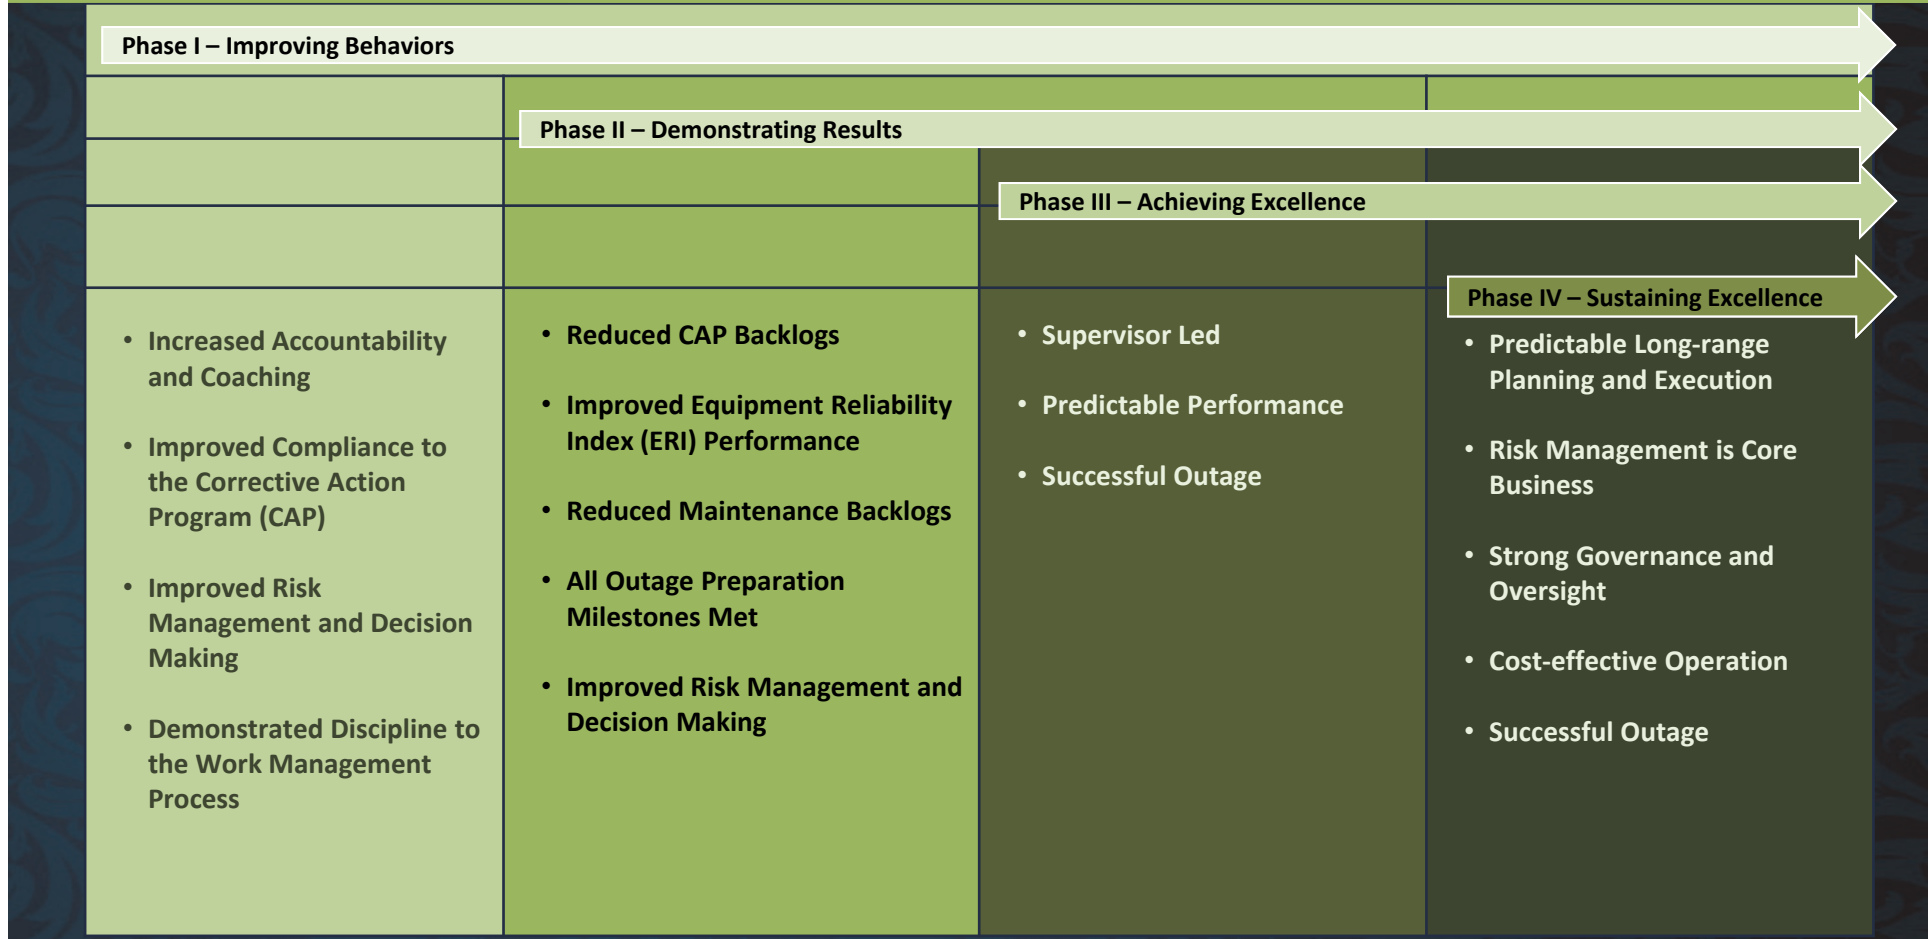 Phase I – Improving Behaviors
Phase II – Demonstrating Results
Phase III – Achieving Excellence
Phase IV – Sustaining Excellence
• Increased Accountability
and Coaching
• Improved Compliance to
the Corrective Action
Program (CAP)
• Improved Risk
Management and Decision
Making
• Demonstrated Discipline to
the Work Management
Process
• Reduced CAP Backlogs
• Improved Equipment Reliability
Index (ERI) Performance
• Reduced Maintenance Backlogs
• All Outage Preparation
Milestones Met
• Improved Risk Management and
Decision Making
• Supervisor Led
• Predictable Performance
• Successful Outage
• Predictable Long-range
Planning and Execution
• Risk Management is Core
Business
• Strong Governance and
Oversight
• Cost-effective Operation
• Successful Outage